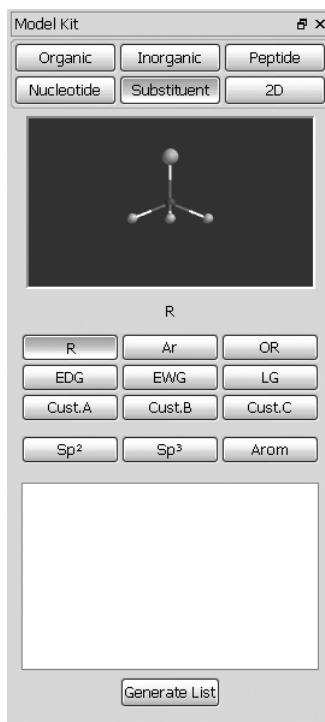 Model Kit
Organic Inorganic Peptide
Nucleotide Substituent 2D
R
R Ar OR
EDG EWG LG
Cust.A Cust.B Cust.C
Sp² Sp³ Arom
Generate List